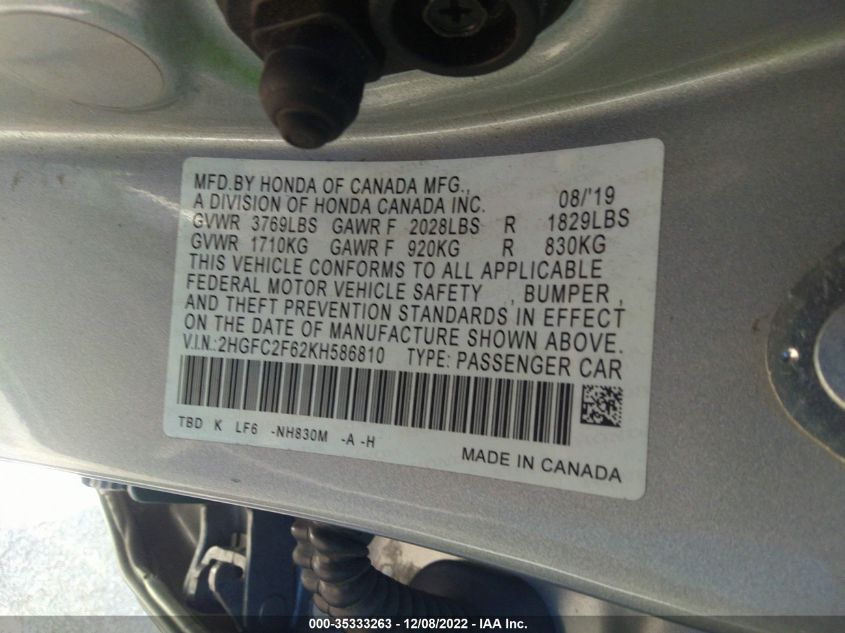 MFD.BY HONDA OF CANADA MFG.,
A DIVISION OF HONDA CANADA INC. 08/'19
GVWR 3769LBS GAWR F 2028LBS R 1829LBS
GVWR 1710KG GAWR F 920KG R 830KG
THIS VEHICLE CONFORMS TO ALL APPLICABLE
FEDERAL MOTOR VEHICLE SAFETY , BUMPER ,
AND THEFT PREVENTION STANDARDS IN EFFECT
ON THE DATE OF MANUFACTURE SHOWN ABOVE.
V.I.N.:2HGFC2F62KH586810 TYPE: PASSENGER CAR
TBD K LF6 -NH830M -A -H
MADE IN CANADA
000-35333263 - 12/08/2022 - IAA Inc.